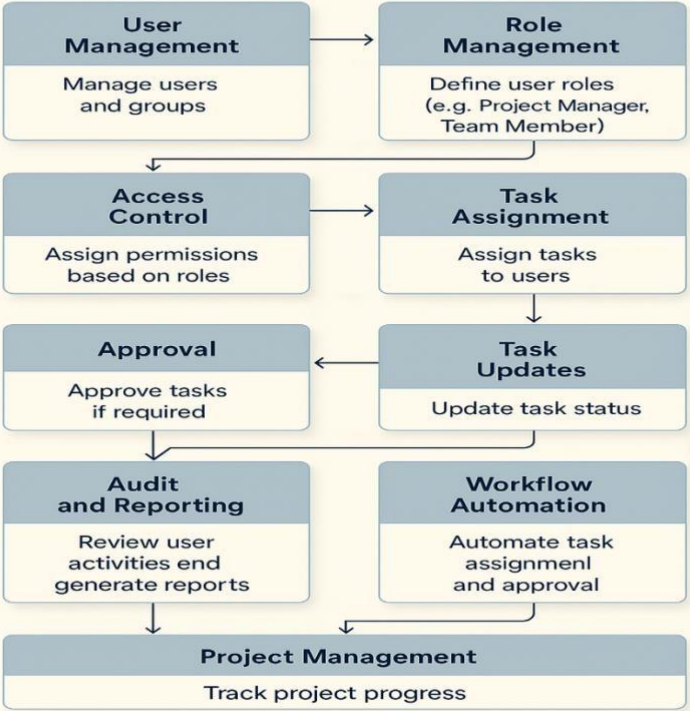 User
Management
Manage users
and groups
Role
Management
Define user roles
(e.g. Project Manager,
Team Member)
Access
Control
Assign permissions
based on roles
Task
Assignment
Assign tasks
to users
Approval
Approve tasks
if required
Task
Updates
Update task status
Audit
and Reporting
Review user
activities end
generate reports
Workflow
Automation
Automate task
assignmenl
and approval
Project Management
Track project progress